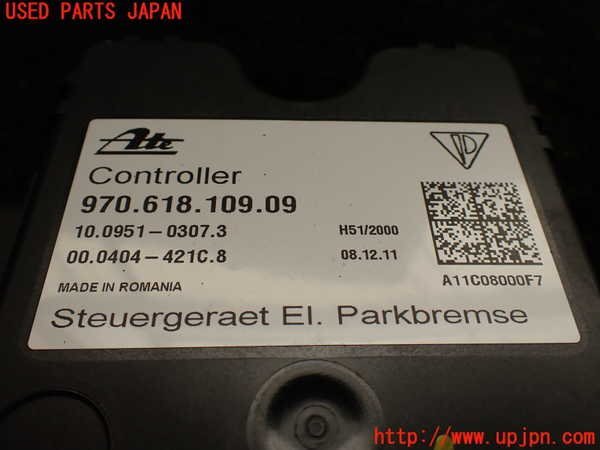 USED PARTS JAPAN
Ate
Controller
970.618.109.09
10.0951-0307.3 H51/2000
00.0404-421C.8 08.12.11
A11C08000F7
MADE IN ROMANIA
Steuergeraet El. Parkbremse
http://www.upjpn.com/